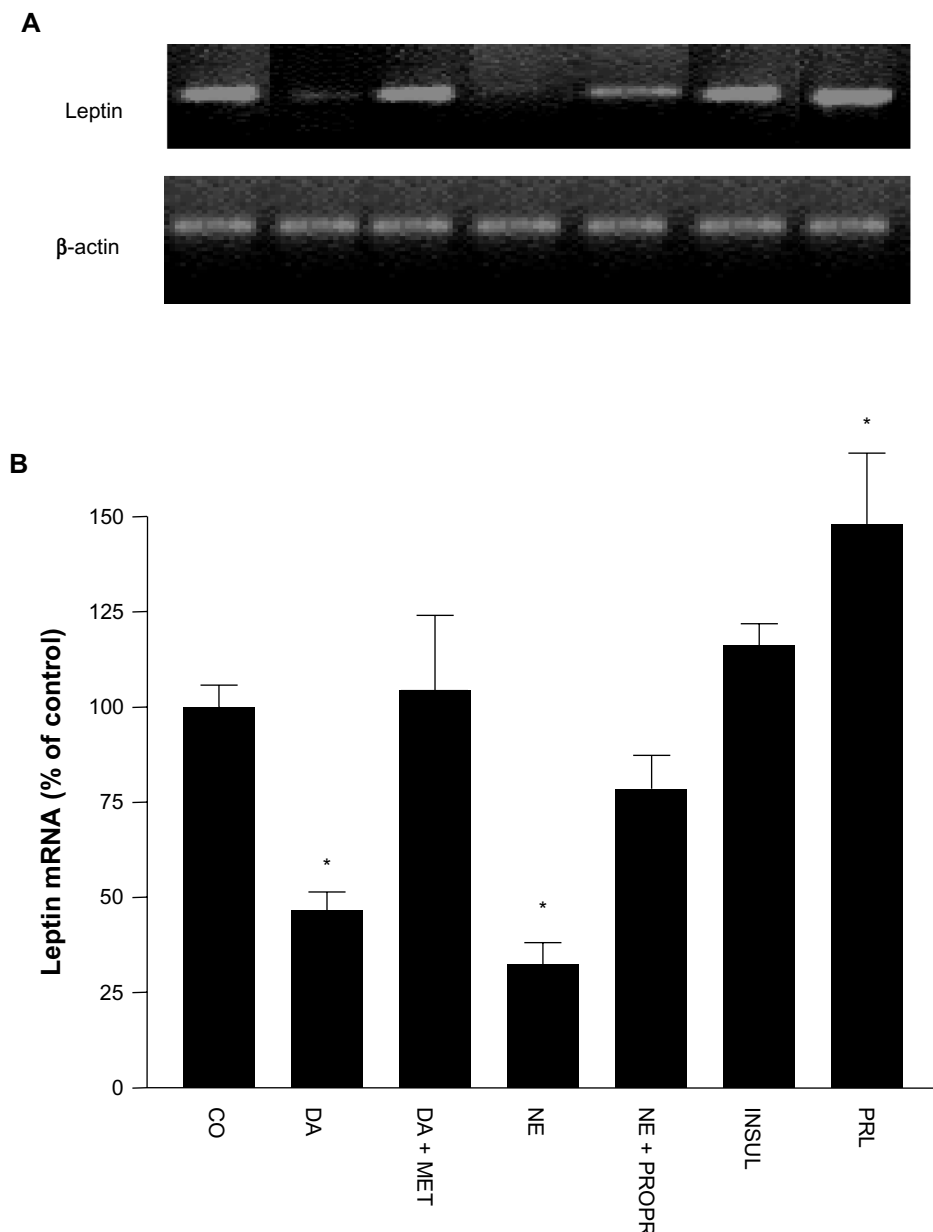 A
Leptin
β-actin
B
Leptin mRNA (% of control)
150
125
100
75
50
25
0
*
*
*
CO
DA
DA + MET
NE
NE + PROPR
INSUL
PRL